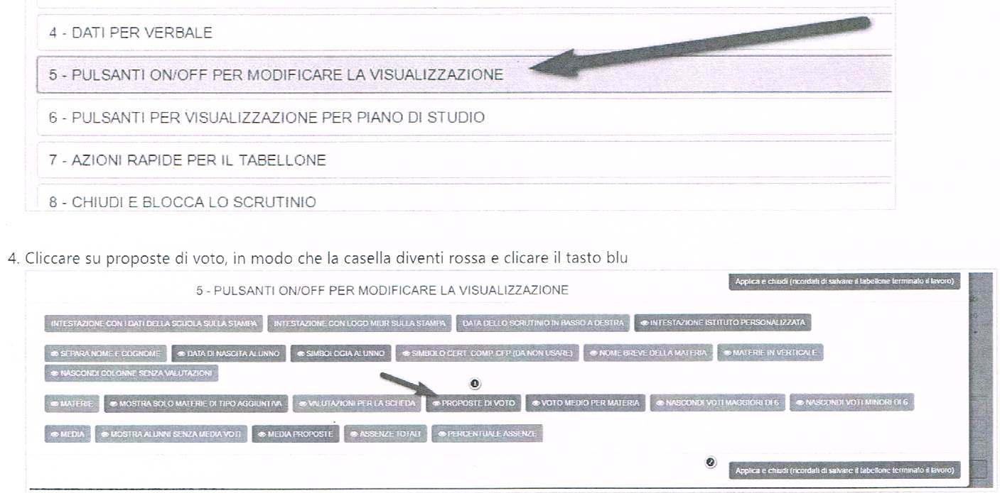 4 - DATI PER VERBALE
5 - PULSANTI ON/OFF PER MODIFICARE LA VISUALIZZAZIONE
6 - PULSANTI PER VISUALIZZAZIONE PER PIANO DI STUDIO
7 - AZIONI RAPIDE PER IL TABELLONE
8 - CHIUDI E BLOCCA LO SCRUTINIO
4. Cliccare su proposte di voto, in modo che la casella diventi rossa e clicare il tasto blu
Applica e chiudi (ricordati di salvare il tabellone terminato il lavoro)
5 - PULSANTI ON/OFF PER MODIFICARE LA VISUALIZZAZIONE
INTESTAZIONE CON I DATI DELLA SCUOLA SULLA STAMPA INTESTAZIONE CON LOGO MIUR SULLA STAMPA DATA DELLO SCRUTINIO IN BASSO A DESTRA INTESTAZIONE ISTITUTO PERSONALIZZATA
SEPARA NOME E COGNOME DATA DI NASCITA ALUNNO SIMBOLOGIA ALUNNO SIMBOLO CERT. COMP. CFP (DA NON USARE) NOME BREVE DELLA MATERIA MATERIE IN VERTICALE
NASCONDI COLONNE SENZA VALUTAZIONI
1
MATERIE MOSTRA SOLO MATERIE DI TIPO AGGIUNTIVA VALUTAZIONI PER LA SCHEDA PROPOSTE DI VOTO VOTO MEDIO PER MATERIA NASCONDI VOTI MAGGIORI DI 6 NASCONDI VOTI MINORI DI 6
MEDIA MOSTRA ALUNNI SENZA MEDIA VOTI MEDIA PROPOSTE ASSENZE TOTALI PERCENTUALE ASSENZE
2
Applica e chiudi (ricordati di salvare il tabellone terminato il lavoro)